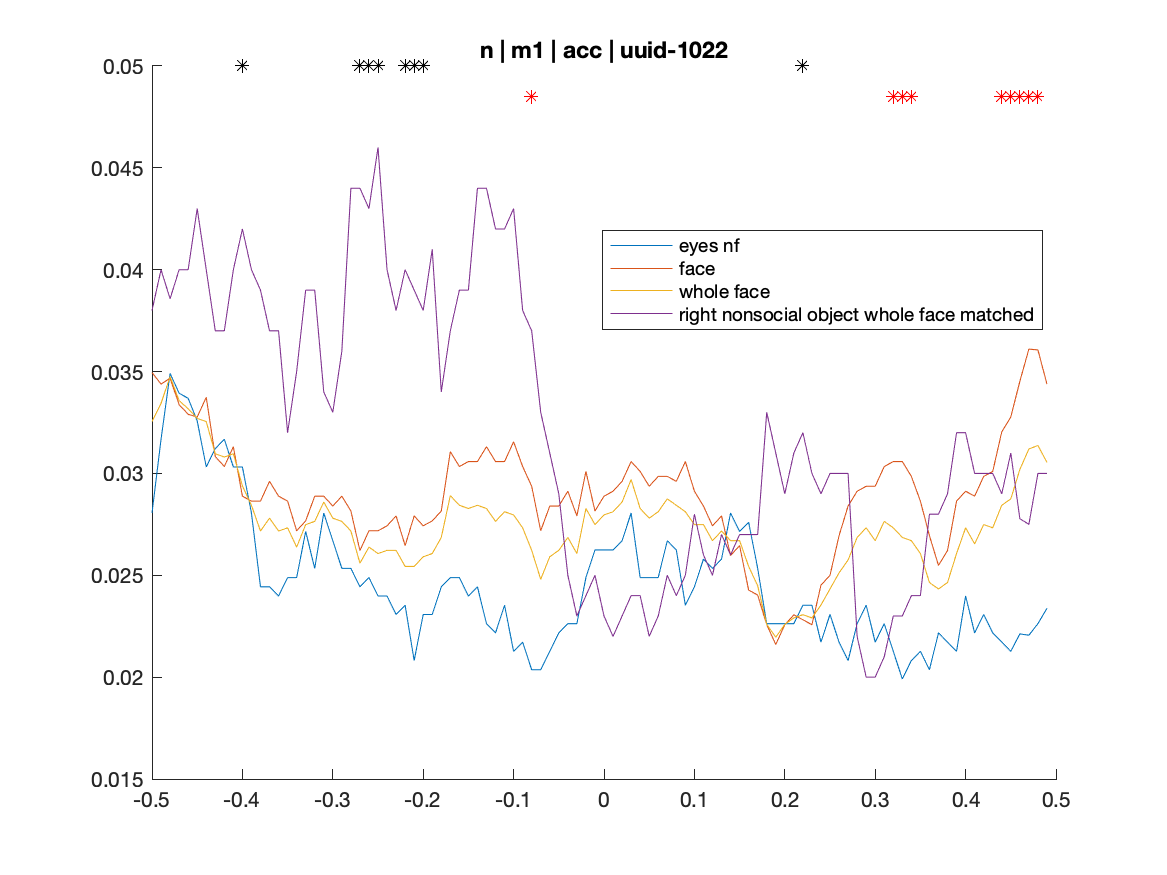 n | m1 | acc | uuid-1022
0.05
0.045
0.04
0.035
0.03
0.025
0.02
0.015
eyes nf
face
whole face
right nonsocial object whole face matched
-0.5 -0.4 -0.3 -0.2 -0.1 0 0.1 0.2 0.3 0.4 0.5